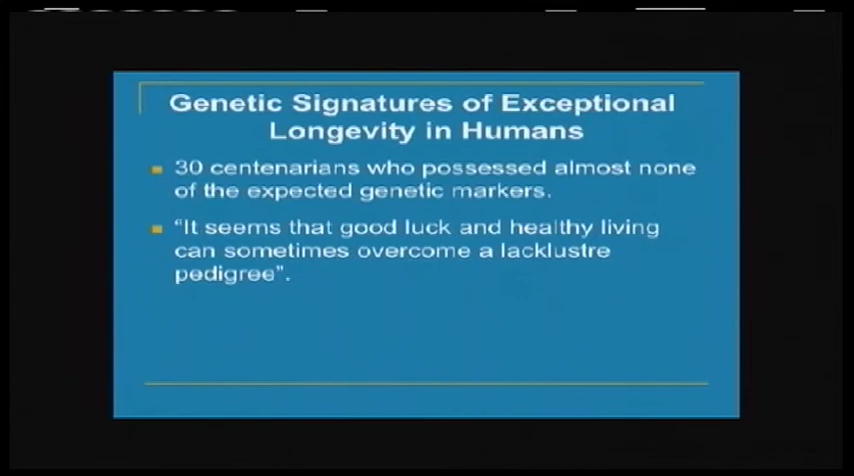 Genetic Signatures of Exceptional
Longevity in Humans
30 centenarians who possessed almost none
of the expected genetic markers.
“It seems that good luck and healthy living
can sometimes overcome a lacklustre
pedigree”.